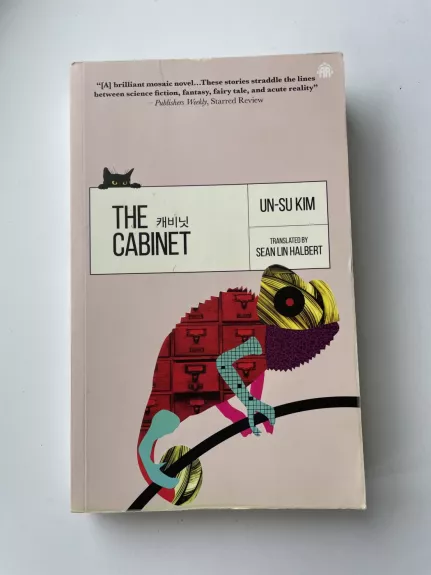 “[A] brilliant mosaic novel…These stories straddle the lines
between science fiction, fantasy, fairy tale, and acute reality”
– Publishers Weekly, Starred Review
THE 캐비닛
CABINET
UN-SU KIM
TRANSLATED BY
SEAN LIN HALBERT